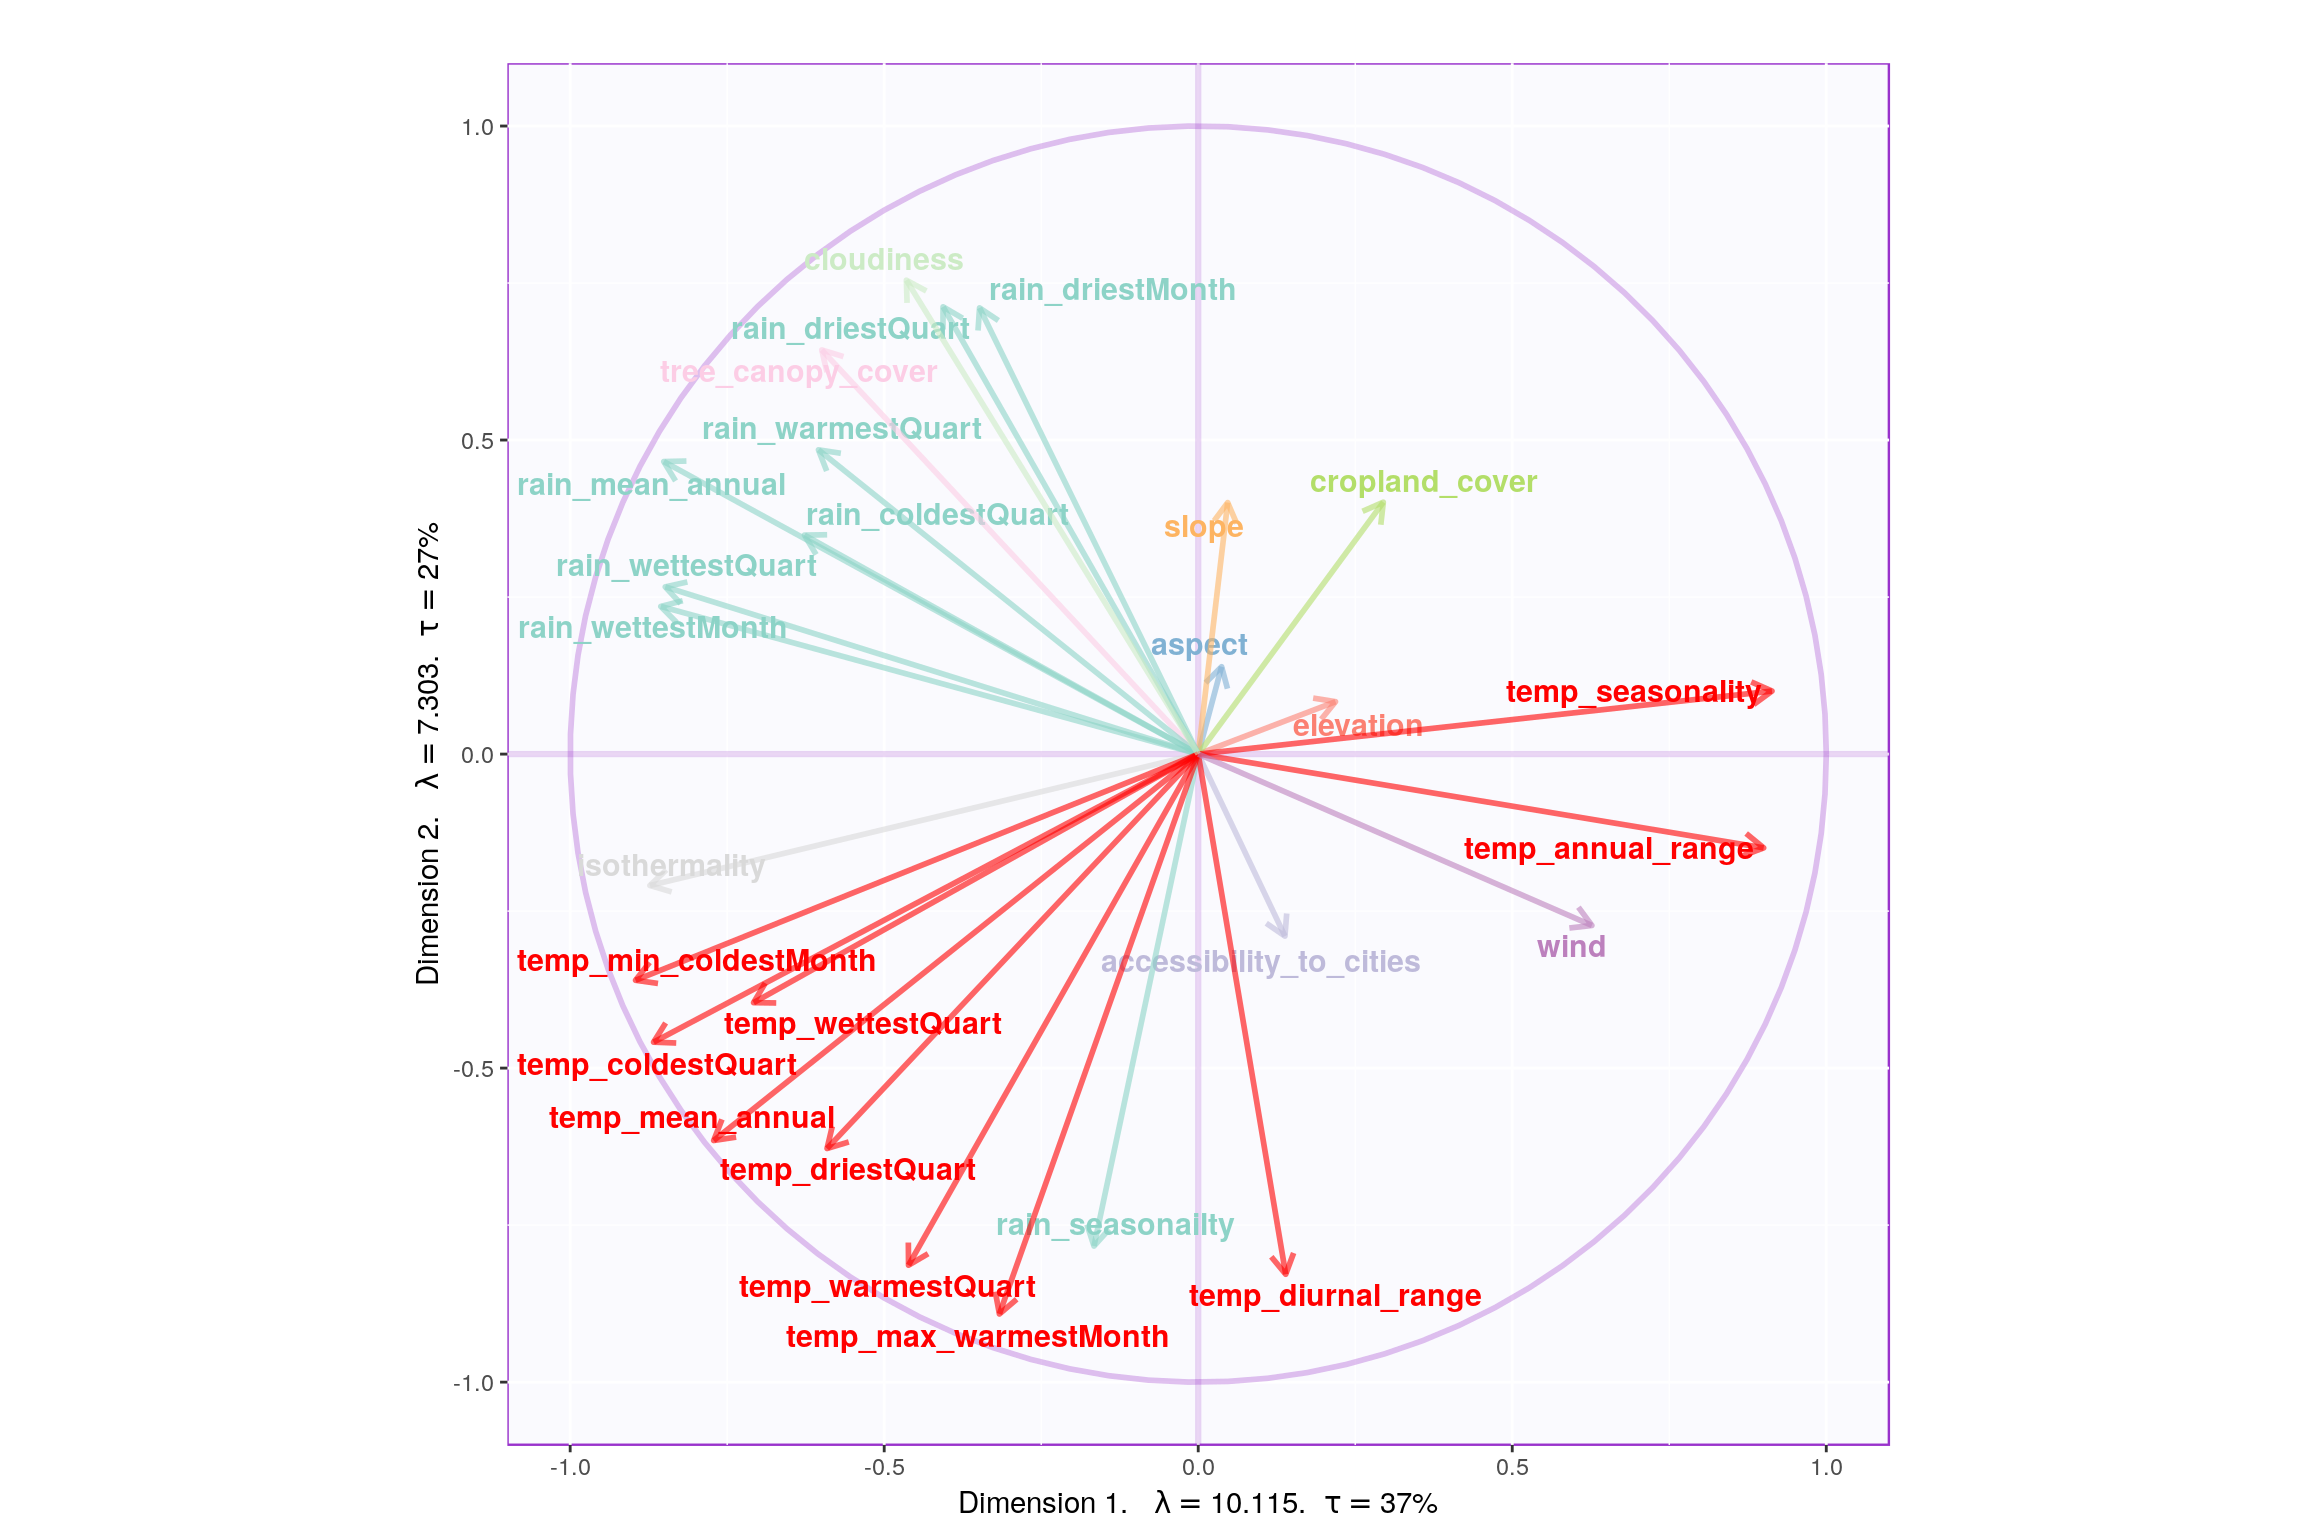 1.0
cloudiness
rain_driestMonth
rain_driestQuart
tree_canopy_cover
rain_warmestQuart
0.5
cropland_cover
rain_mean_annual
rain_coldestQuart
slope
rain_wettestQuart
rain_wettestMonth
aspect
temp_seasonality
elevation
0.0
temp_annual_range
isothermality
wind
temp_min_coldestMonth
accessibility_to_cities
temp_wettestQuart
temp_coldestQuart
-0.5
temp_mean_annual
temp_driestQuart
rain_seasonailty
temp_warmestQuart
temp_diurnal_range
temp_max_warmestMonth
-1.0
-1.0 -0.5 0.0 0.5 1.0
Dimension 1. λ = 10.115. τ = 37%
Dimension 2. λ = 7.303. τ = 27%